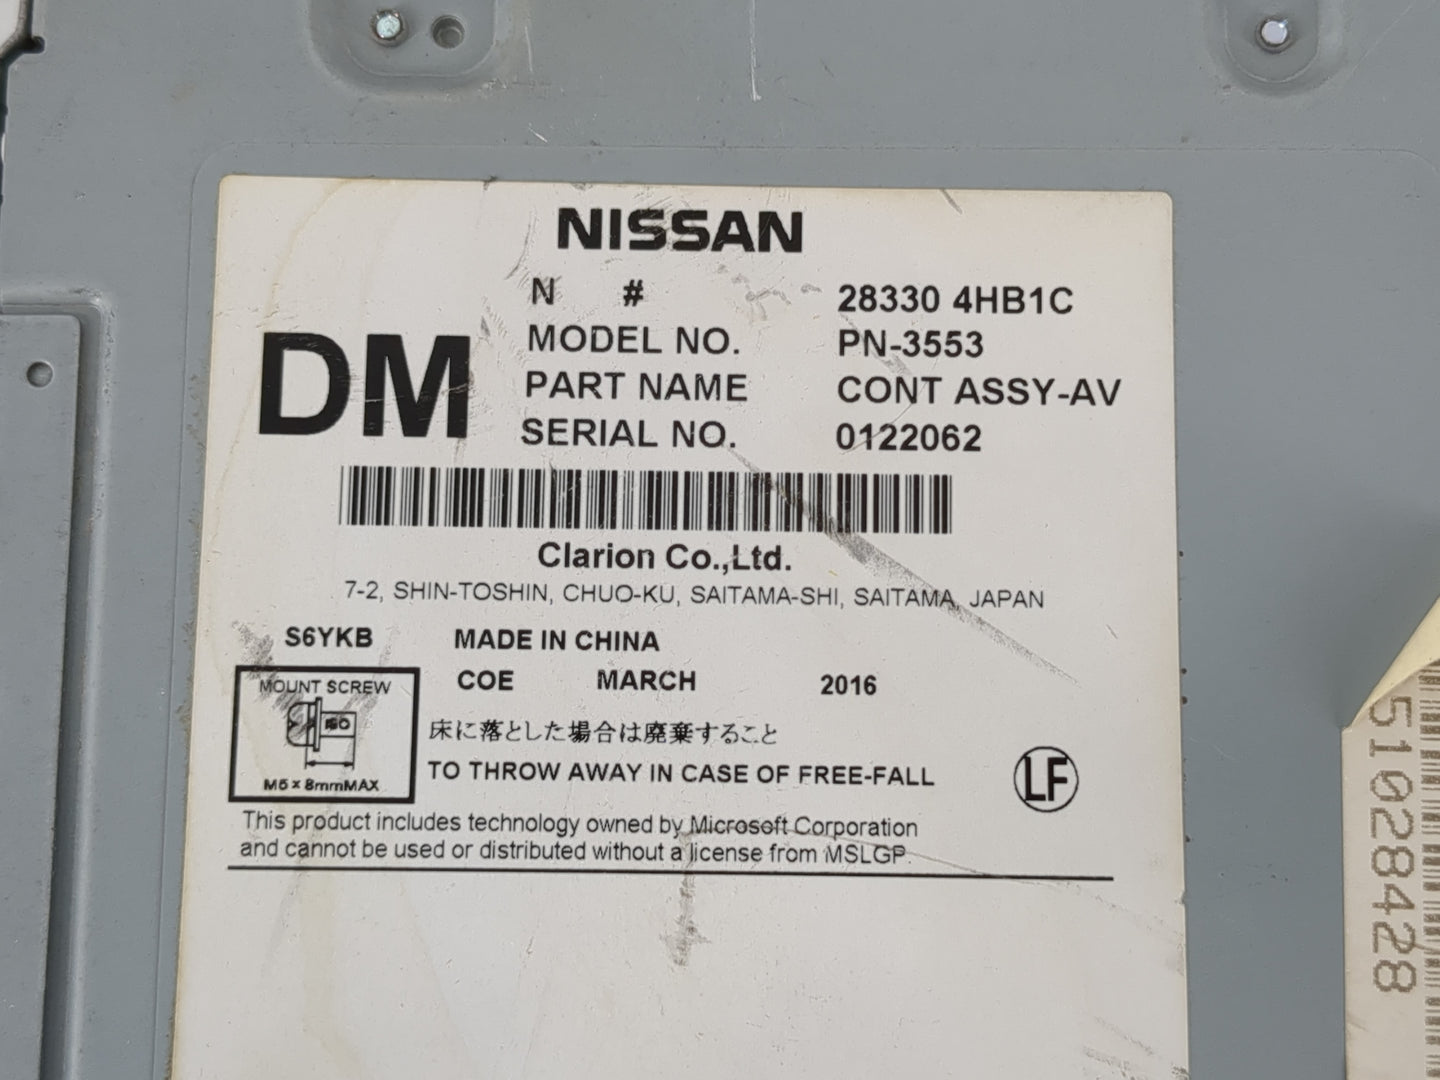 NISSAN
N # 28330 4HB1C
MODEL NO. PN-3553
PART NAME CONT ASSY-AV
SERIAL NO. 0122062
DM
Clarion Co.,Ltd.
7-2, SHIN-TOSHIN, CHUO-KU, SAITAMA-SHI, SAITAMA, JAPAN
S6YKB MADE IN CHINA
COE MARCH 2016
MOUNT SCREW
ISO
M5 x 8mmMAX
床に落とした場合は廃棄すること
TO THROW AWAY IN CASE OF FREE-FALL
LF
This product includes technology owned by Microsoft Corporation
and cannot be used or distributed without a license from MSLGP.
51028428